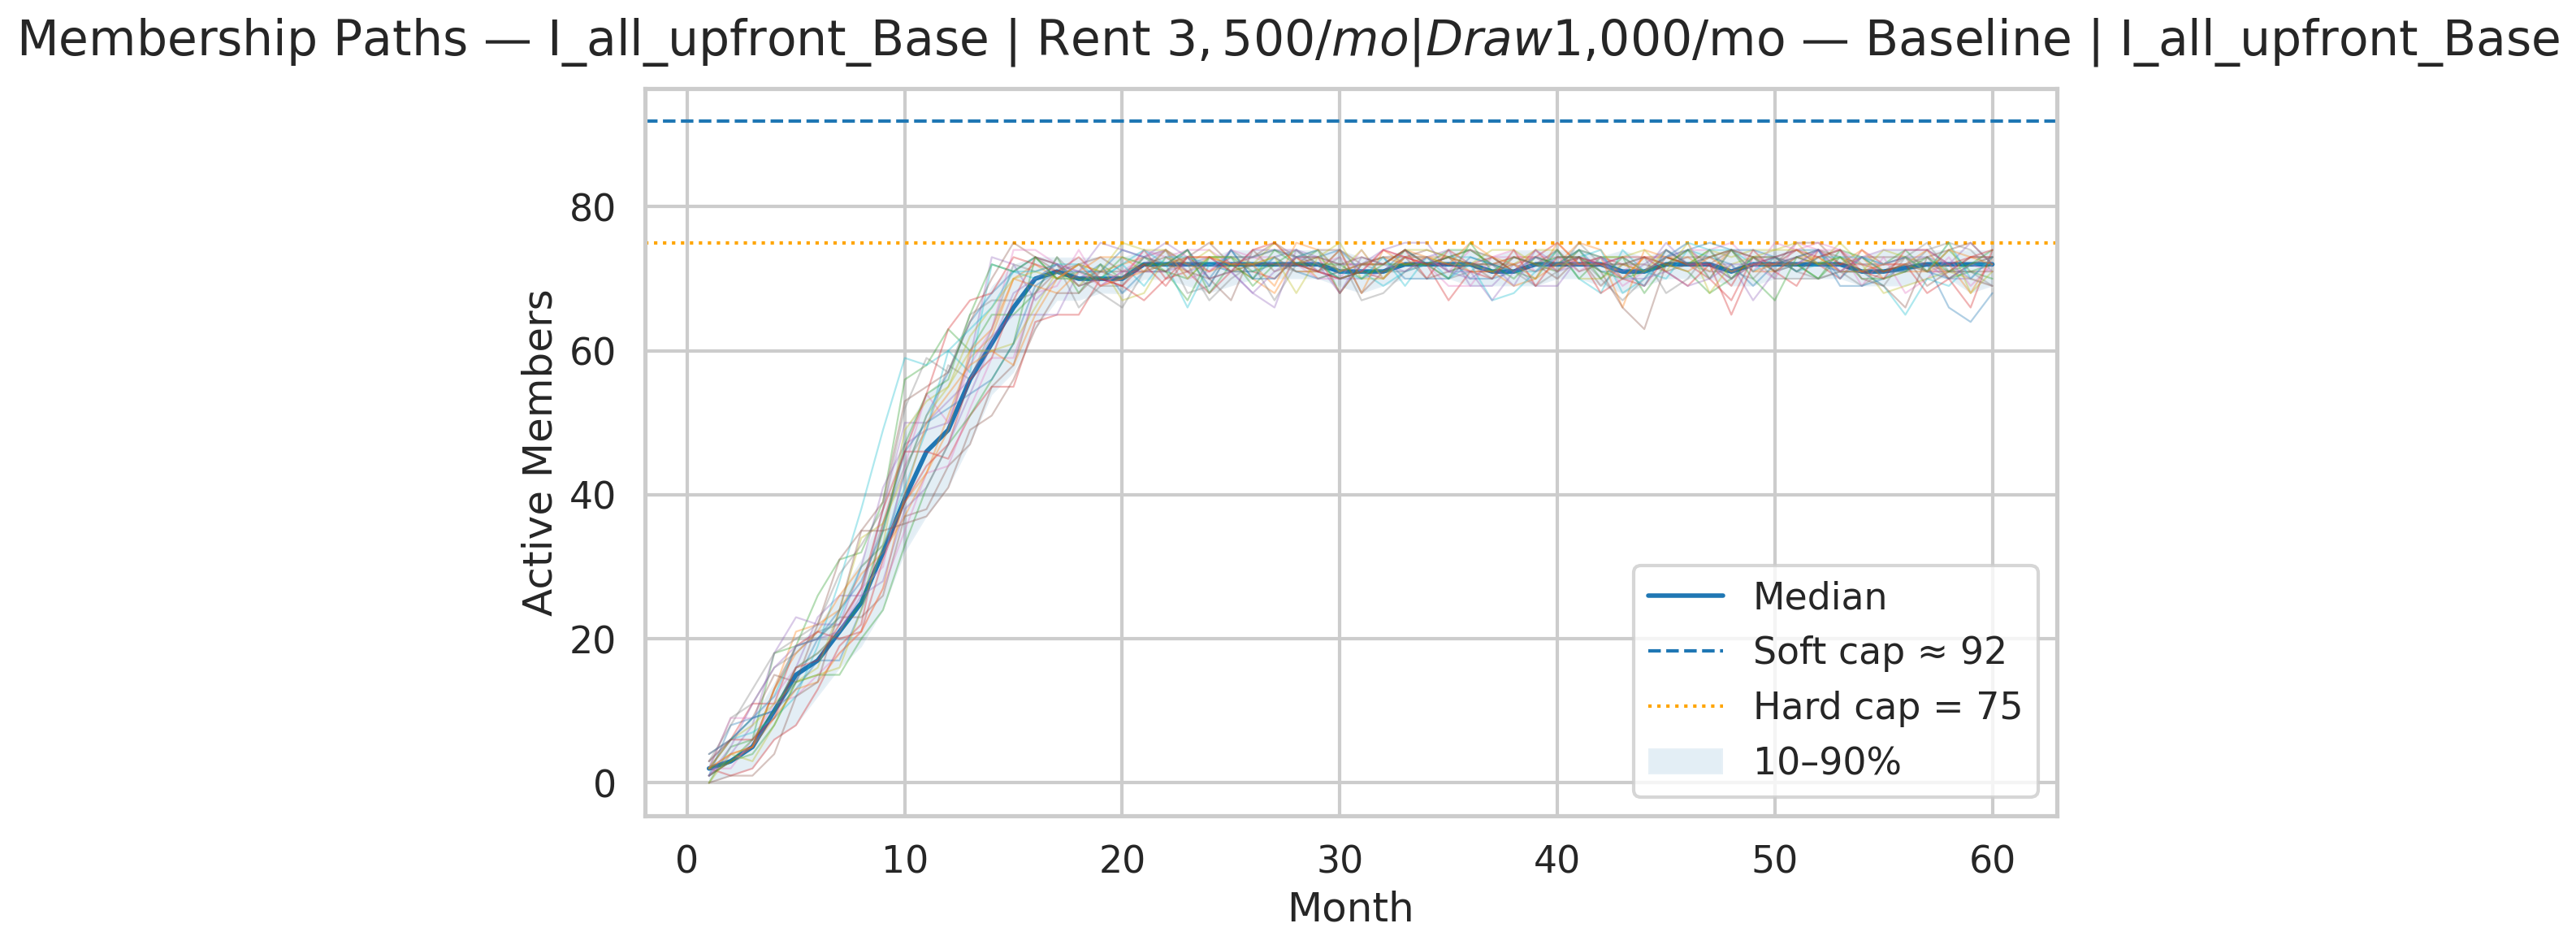 Membership Paths — I_all_upfront_Base | Rent 3, 500/mo|Draw1,000/mo — Baseline | I_all_upfront_Base
80
60
40
20
0
Active Members
Median
Soft cap ≈ 92
Hard cap = 75
10–90%
0 10 20 30 40 50 60
Month